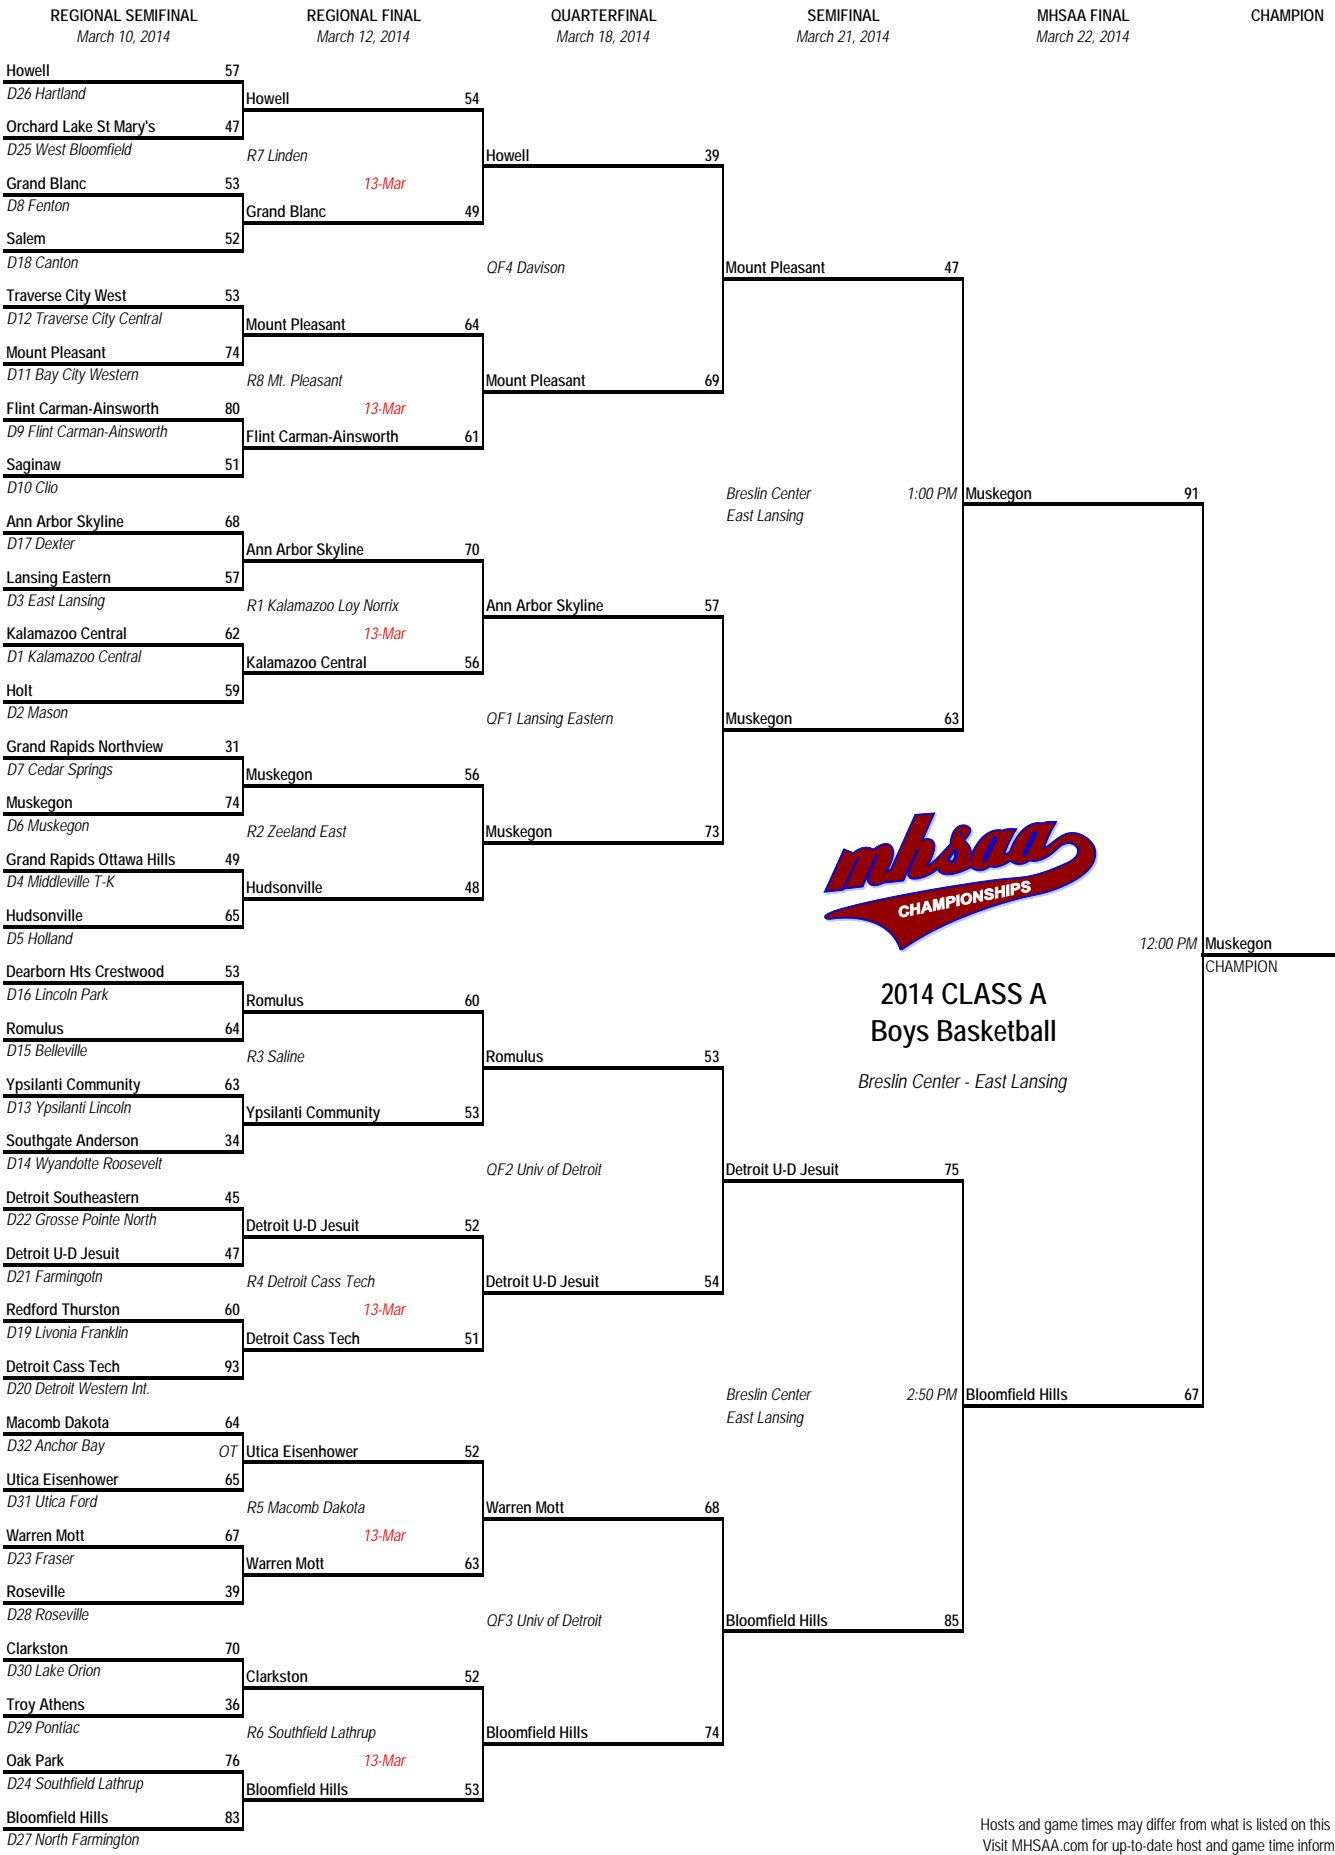 REGIONAL SEMIFINAL
March 10, 2014
REGIONAL FINAL
March 12, 2014
QUARTERFINAL
March 18, 2014
SEMIFINAL
March 21, 2014
MHSAA FINAL
March 22, 2014
CHAMPION
Howell 57
D26 Hartland
Orchard Lake St Mary's 47
D25 West Bloomfield
Grand Blanc 53
D8 Fenton
Salem 52
D18 Canton
Traverse City West 53
D12 Traverse City Central
Mount Pleasant 74
D11 Bay City Western
Flint Carman-Ainsworth 80
D9 Flint Carman-Ainsworth
Saginaw 51
D10 Clio
Ann Arbor Skyline 68
D17 Dexter
Lansing Eastern 57
D3 East Lansing
Kalamazoo Central 62
D1 Kalamazoo Central
Holt 59
D2 Mason
Grand Rapids Northview 31
D7 Cedar Springs
Muskegon 74
D6 Muskegon
Grand Rapids Ottawa Hills 49
D4 Middleville T-K
Hudsonville 65
D5 Holland
Dearborn Hts Crestwood 53
D16 Lincoln Park
Romulus 64
D15 Belleville
Ypsilanti Community 63
D13 Ypsilanti Lincoln
Southgate Anderson 34
D14 Wyandotte Roosevelt
Detroit Southeastern 45
D22 Grosse Pointe North
Detroit U-D Jesuit 47
D21 Farmingotn
Redford Thurston 60
D19 Livonia Franklin
Detroit Cass Tech 93
D20 Detroit Western Int.
Macomb Dakota 64
D32 Anchor Bay OT
Utica Eisenhower 65
D31 Utica Ford
Warren Mott 67
D23 Fraser
Roseville 39
D28 Roseville
Clarkston 70
D30 Lake Orion
Troy Athens 36
D29 Pontiac
Oak Park 76
D24 Southfield Lathrup
Bloomfield Hills 83
D27 North Farmington
Howell 54
R7 Linden
13-Mar
Grand Blanc 49
Mount Pleasant 64
R8 Mt. Pleasant
13-Mar
Flint Carman-Ainsworth 61
Ann Arbor Skyline 70
R1 Kalamazoo Loy Norrix
13-Mar
Kalamazoo Central 56
Muskegon 56
R2 Zeeland East
Hudsonville 48
Romulus 60
R3 Saline
Ypsilanti Community 53
Detroit U-D Jesuit 52
R4 Detroit Cass Tech
13-Mar
Detroit Cass Tech 51
Utica Eisenhower 52
R5 Macomb Dakota
13-Mar
Warren Mott 63
Clarkston 52
R6 Southfield Lathrup
13-Mar
Bloomfield Hills 53
Howell 39
QF4 Davison
Mount Pleasant 69
Ann Arbor Skyline 57
QF1 Lansing Eastern
Muskegon 73
Romulus 53
QF2 Univ of Detroit
Detroit U-D Jesuit 54
Warren Mott 68
QF3 Univ of Detroit
Bloomfield Hills 74
Mount Pleasant 47
Breslin Center 1:00 PM
East Lansing
Muskegon 63
Detroit U-D Jesuit 75
Breslin Center 2:50 PM
East Lansing
Bloomfield Hills 85
Muskegon 91
12:00 PM
Bloomfield Hills 67
Muskegon
CHAMPION
mhsaa
CHAMPIONSHIPS
2014 CLASS A
Boys Basketball
Breslin Center - East Lansing
Hosts and game times may differ from what is listed on this
Visit MHSAA.com for up-to-date host and game time inform